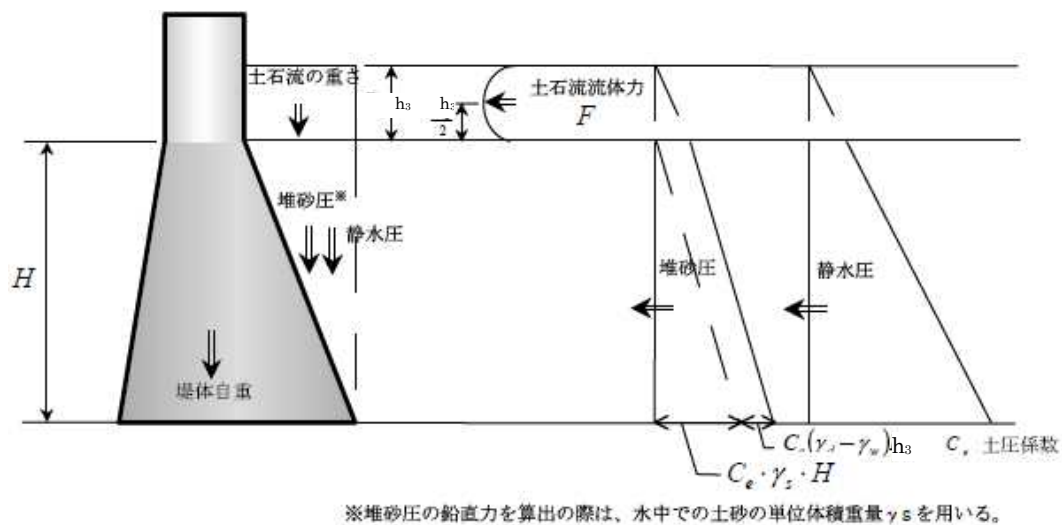 土石流の重さ
h₃
h₃/2
土石流流体力
F
堆砂圧※
静水圧
H
堆砂圧
静水圧
堤体自重
(γ −γw)h₃
C 土圧係数
Ce・γs・H
※堆砂圧の鉛直力を算出の際は、水中での土砂の単位体積重量γsを用いる。